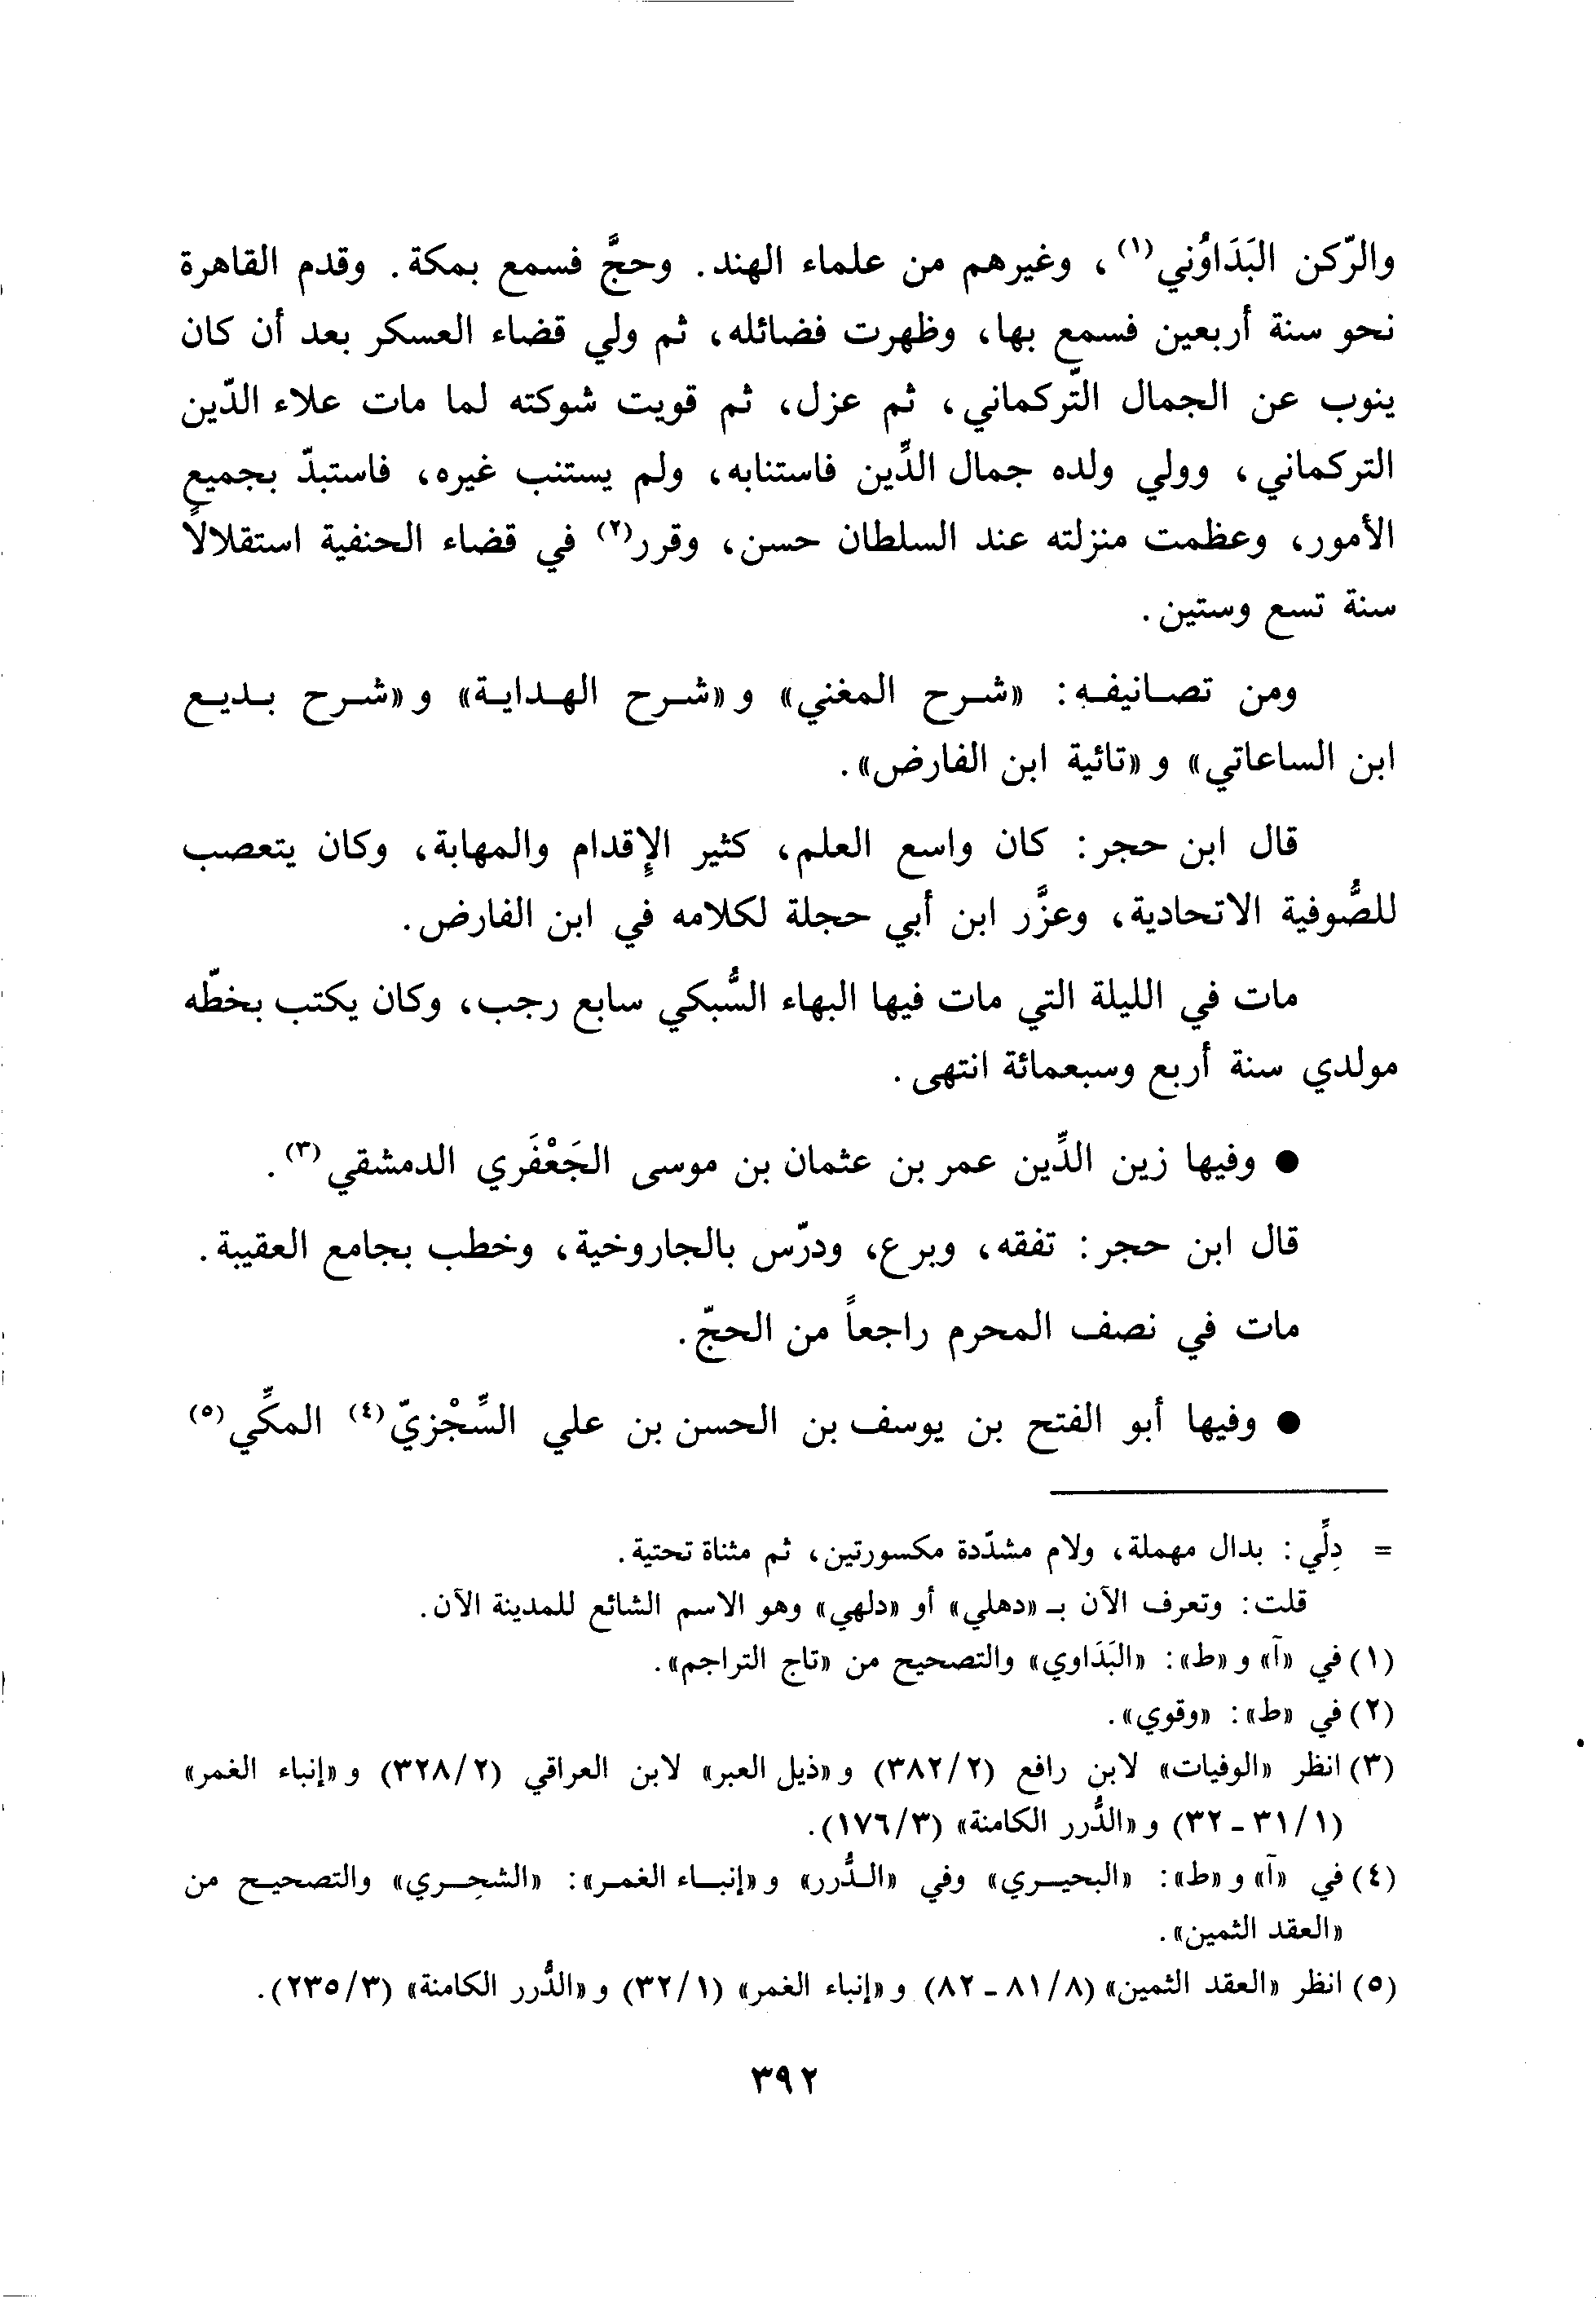 والرّكن البَدَاوُني(١)، وغيرهم من علماء الهند. وحجَّ فسمع بمكة. وقدم القاهرة
نحو سنة أربعين فسمع بها، وظهرت فضائله، ثم ولي قضاء العسكر بعد أن كان
ينوب عن الجمال التّركماني، ثم عزل، ثم قويت شوكته لما مات علاء الدّين
التركماني، وولي ولده جمال الدِّين فاستنابه، ولم يستنب غيره، فاستبدّ بجميع
الأمور، وعظمت منزلته عند السلطان حسن، وقرر(٢) في قضاء الحنفية استقلالاً
سنة تسع وستين.
ومن تصانيفه: «شرح المغني» و«شرح الهداية» و«شرح بديع
ابن الساعاتي» و«تائية ابن الفارض».
قال ابن حجر: كان واسع العلم، كثير الإِقدام والمهابة، وكان يتعصب
للصُّوفية الاتحادية، وعزَّر ابن أبي حجلة لكلامه في ابن الفارض.
مات في الليلة التي مات فيها البهاء السُّبكي سابع رجب، وكان يكتب بخطّه
مولدي سنة أربع وسبعمائة انتهى.
● وفيها زين الدِّين عمر بن عثمان بن موسى الجَعْفَري الدمشقي(٣).
قال ابن حجر: تفقه، وبرع، ودرّس بالجاروخية، وخطب بجامع العقيبة.
مات في نصف المحرم راجعاً من الحجّ.
● وفيها أبو الفتح بن يوسف بن الحسن بن علي السِّجْزيّ(٤) المكِّي(٥)
= دِلِّي: بدال مهملة، ولام مشدّدة مكسورتين، ثم مثناة تحتية.
قلت: وتعرف الآن بـ «دهلي» أو «دلهي» وهو الاسم الشائع للمدينة الآن.
(١) في «آ» و«ط»: «البَدَاوي» والتصحيح من «تاج التراجم».
(٢) في «ط»: «وقوي».
(٣) انظر «الوفيات» لابن رافع (٣٨٢/٢) و«ذيل العبر» لابن العراقي (٣٢٨/٢) و«إنباء الغمر»
(٣١/١ - ٣٢) و«الدُّرر الكامنة» (١٧٦/٣).
(٤) في «آ» و«ط»: «البحيري» وفي «الدُّرر» و«إنباء الغمر»: «الشجِري» والتصحيح من
«العقد الثمين».
(٥) انظر «العقد الثمين» (٨١/٨ - ٨٢) و«إنباء الغمر» (٣٢/١) و«الدُّرر الكامنة» (٢٣٥/٣).
٣٩٢